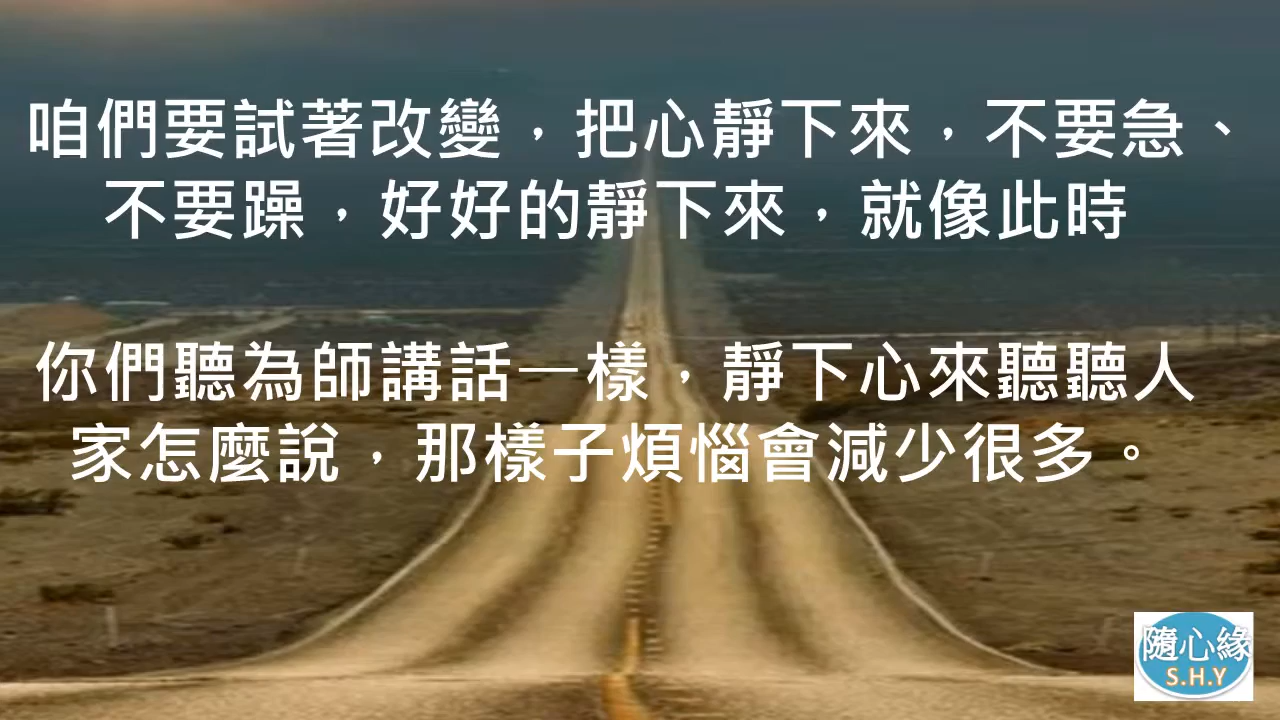 咱們要試著改變，把心靜下來，不要急、
不要躁，好好的靜下來，就像此時
你們聽為師講話一樣，靜下心來聽聽人
家怎麼說，那樣子煩惱會減少很多。
隨心緣
S.H.Y